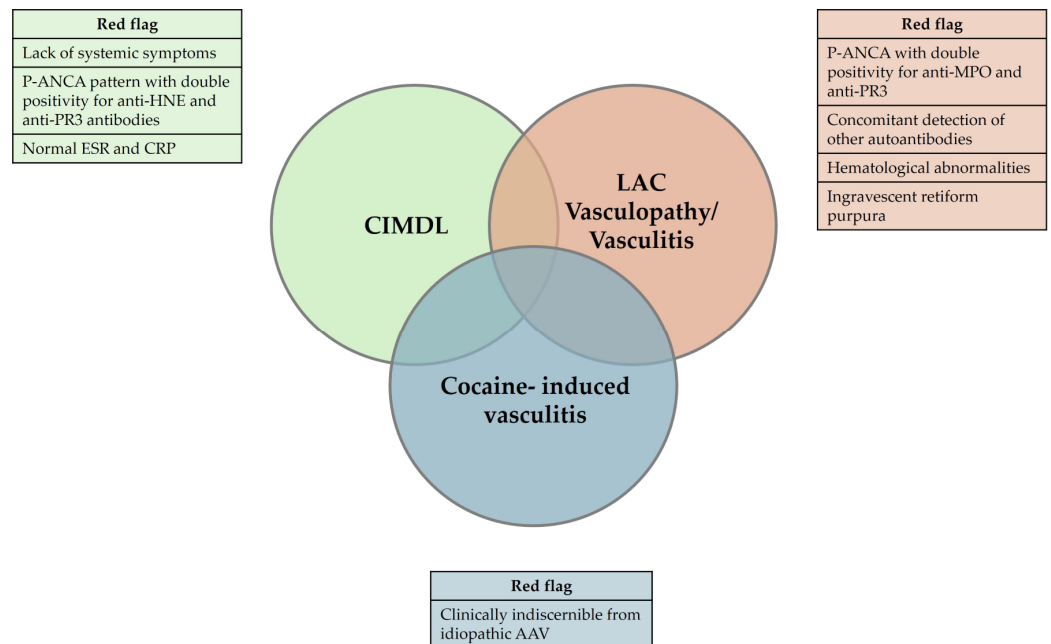 Red flag
Lack of systemic symptoms
P-ANCA pattern with double
positivity for anti-HNE and
anti-PR3 antibodies
Normal ESR and CRP
Red flag
P-ANCA with double
positivity for anti-MPO and
anti-PR3
Concomitant detection of
other autoantibodies
Hematological abnormalities
Ingravescent retiform
purpura
CIMDL
LAC
Vasculopathy/
Vasculitis
Cocaine- induced
vasculitis
Red flag
Clinically indiscernible from
idiopathic AAV